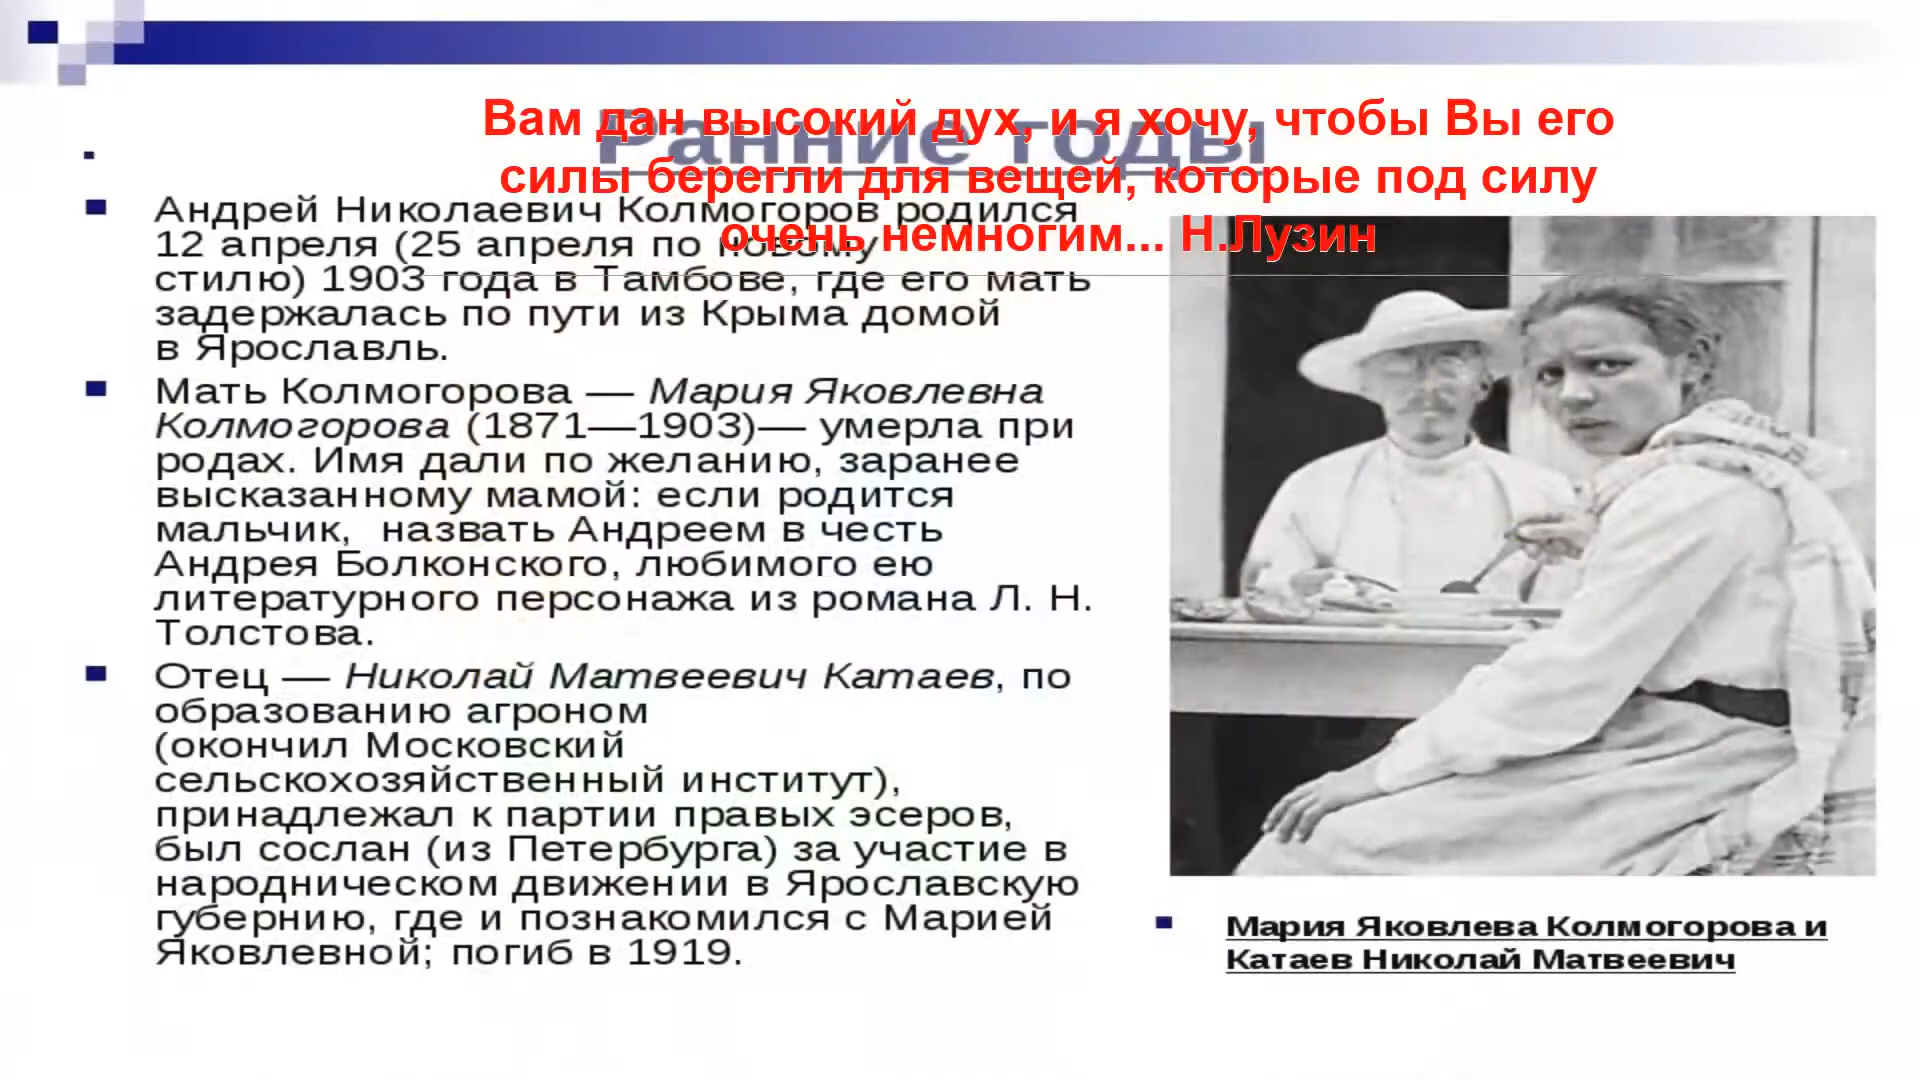 Вам дан высокий дух, и я хочу, чтобы Вы его
силы берегли для вещей, которые под силу
очень немногим... Н.Лузин
Ранние годы
Андрей Николаевич Колмогоров родился
12 апреля (25 апреля по новому
стилю) 1903 года в Тамбове, где его мать
задержалась по пути из Крыма домой
в Ярославль.
Мать Колмогорова — Мария Яковлевна
Колмогорова (1871—1903)— умерла при
родах. Имя дали по желанию, заранее
высказанному мамой: если родится
мальчик, назвать Андреем в честь
Андрея Болконского, любимого ею
литературного персонажа из романа Л. Н.
Толстова.
Отец — Николай Матвеевич Катаев, по
образованию агроном
(окончил Московский
сельскохозяйственный институт),
принадлежал к партии правых эсеров,
был сослан (из Петербурга) за участие в
народническом движении в Ярославскую
губернию, где и познакомился с Марией
Яковлевной; погиб в 1919.
Мария Яковлева Колмогорова и
Катаев Николай Матвеевич